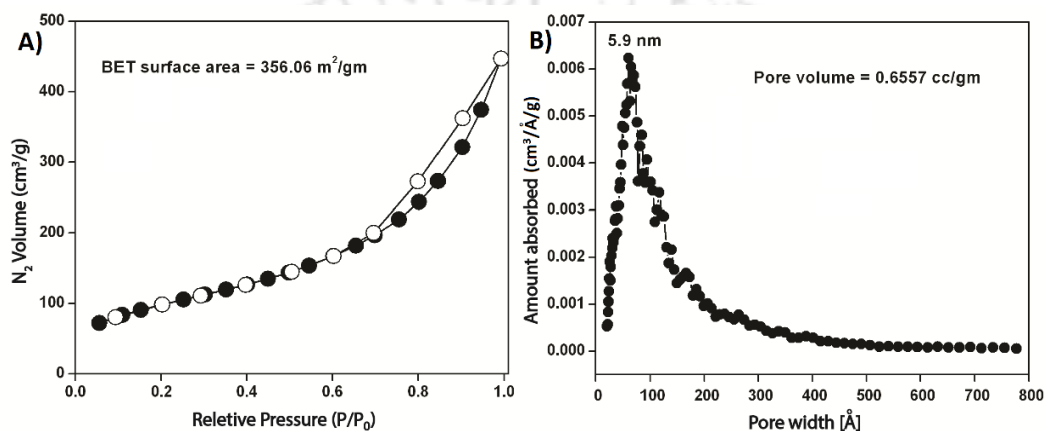 A)
BET surface area = 356.06 m²/gm
500
400
300
200
100
0
N₂ Volume (cm³/g)
0.0 0.2 0.4 0.6 0.8 1.0
Reletive Pressure (P/P₀)
B)
5.9 nm
Pore volume = 0.6557 cc/gm
0.007
0.006
0.005
0.004
0.003
0.002
0.001
0.000
Amount absorbed (cm³/Å/g)
0 100 200 300 400 500 600 700 800
Pore width [Å]